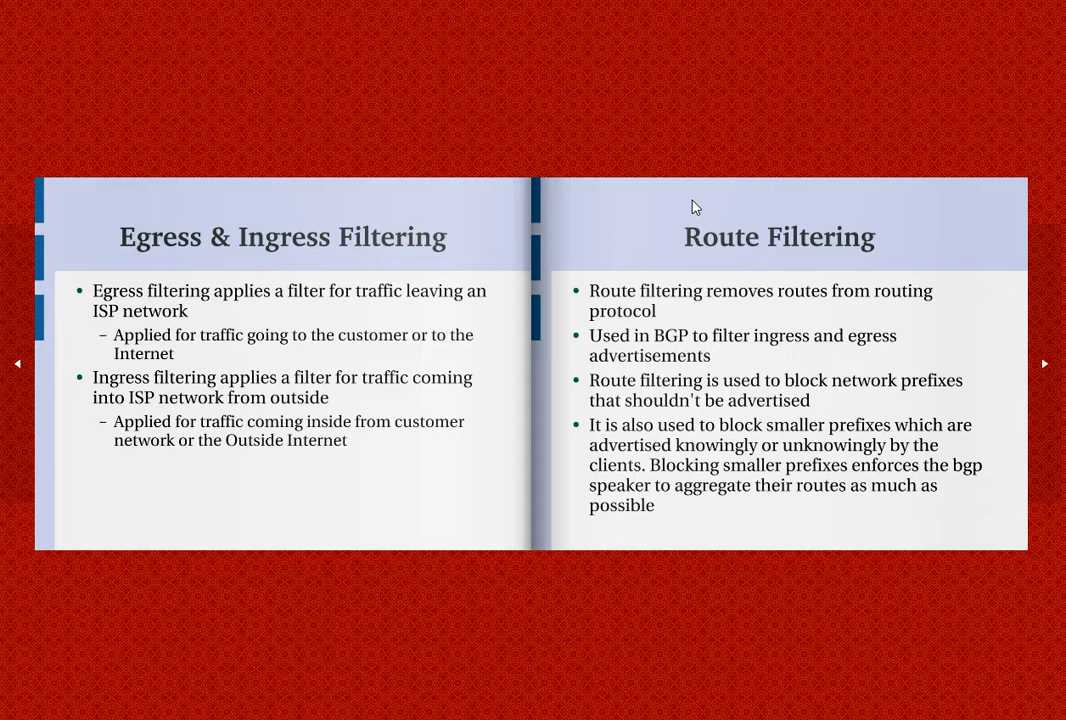 Egress & Ingress Filtering
• Egress filtering applies a filter for traffic leaving an
ISP network
– Applied for traffic going to the customer or to the
Internet
• Ingress filtering applies a filter for traffic coming
into ISP network from outside
– Applied for traffic coming inside from customer
network or the Outside Internet
Route Filtering
• Route filtering removes routes from routing
protocol
• Used in BGP to filter ingress and egress
advertisements
• Route filtering is used to block network prefixes
that shouldn't be advertised
• It is also used to block smaller prefixes which are
advertised knowingly or unknowingly by the
clients. Blocking smaller prefixes enforces the bgp
speaker to aggregate their routes as much as
possible